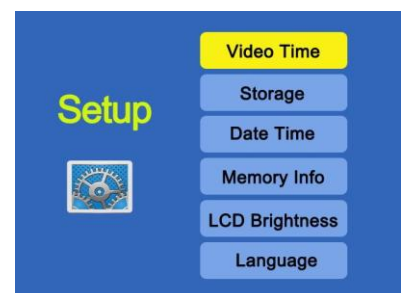 Setup
Video Time
Storage
Date Time
Memory Info
LCD Brightness
Language